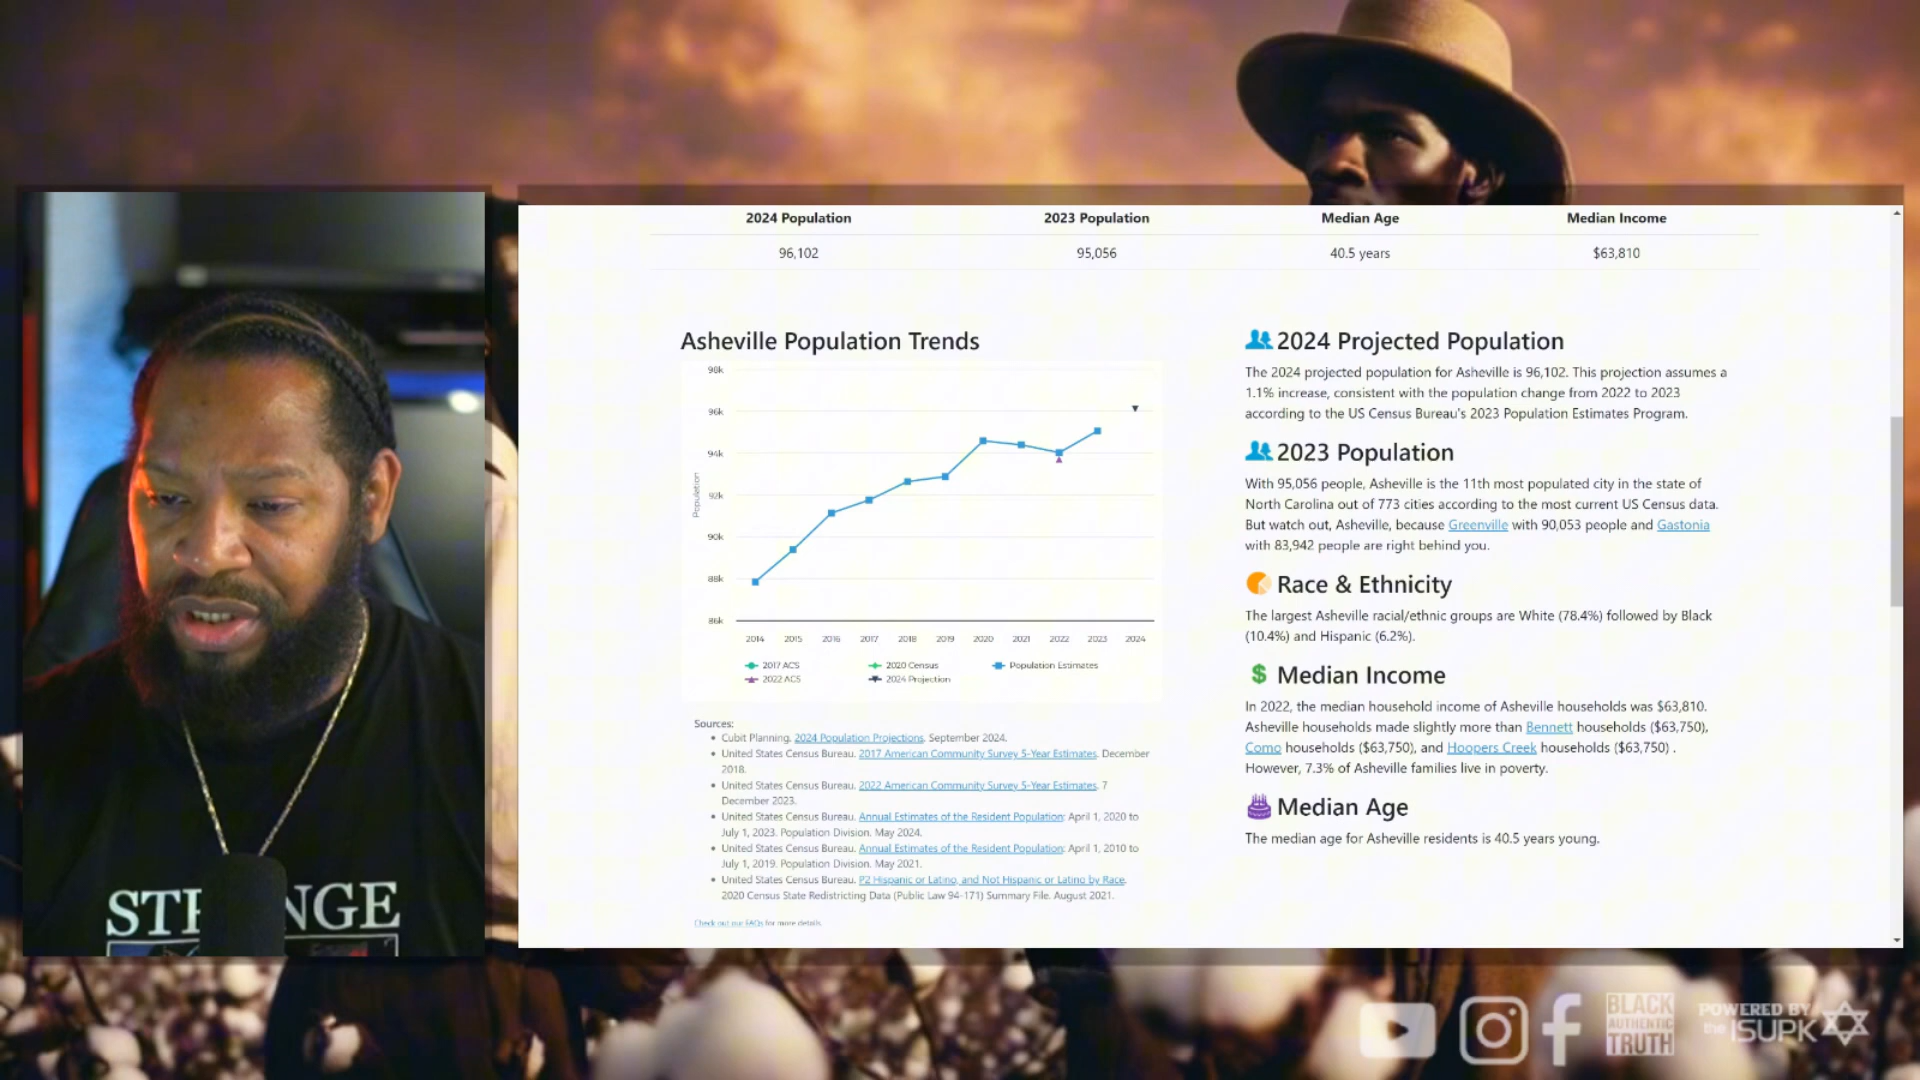 2024 Population 2023 Population Median Age Median Income
96,102 95,056 40.5 years $63,810
Asheville Population Trends
98k
96k
94k
92k
90k
88k
86k
Population
2014 2015 2016 2017 2018 2019 2020 2021 2022 2023 2024
2017 ACS 2020 Census Population Estimates
2022 ACS 2024 Projection
Sources:
Cubit Planning. 2024 Population Projections. September 2024.
United States Census Bureau. 2017 American Community Survey 5-Year Estimates. December
2018.
United States Census Bureau. 2022 American Community Survey 5-Year Estimates. 7
December 2023.
United States Census Bureau. Annual Estimates of the Resident Population: April 1, 2020 to
July 1, 2023. Population Division. May 2024.
United States Census Bureau. Annual Estimates of the Resident Population: April 1, 2010 to
July 1, 2019. Population Division. May 2021.
United States Census Bureau. P2 Hispanic or Latino, and Not Hispanic or Latino by Race.
2020 Census State Redistricting Data (Public Law 94-171) Summary File. August 2021.
Check out our FAQs for more details.
2024 Projected Population
The 2024 projected population for Asheville is 96,102. This projection assumes a
1.1% increase, consistent with the population change from 2022 to 2023
according to the US Census Bureau's 2023 Population Estimates Program.
2023 Population
With 95,056 people, Asheville is the 11th most populated city in the state of
North Carolina out of 773 cities according to the most current US Census data.
But watch out, Asheville, because Greenville with 90,053 people and Gastonia
with 83,942 people are right behind you.
Race & Ethnicity
The largest Asheville racial/ethnic groups are White (78.4%) followed by Black
(10.4%) and Hispanic (6.2%).
$ Median Income
In 2022, the median household income of Asheville households was $63,810.
Asheville households made slightly more than Bennett households ($63,750),
Como households ($63,750), and Hoopers Creek households ($63,750) .
However, 7.3% of Asheville families live in poverty.
Median Age
The median age for Asheville residents is 40.5 years young.
BLACK
AUTHENTIC
TRUTH
POWERED BY
the ISUPK